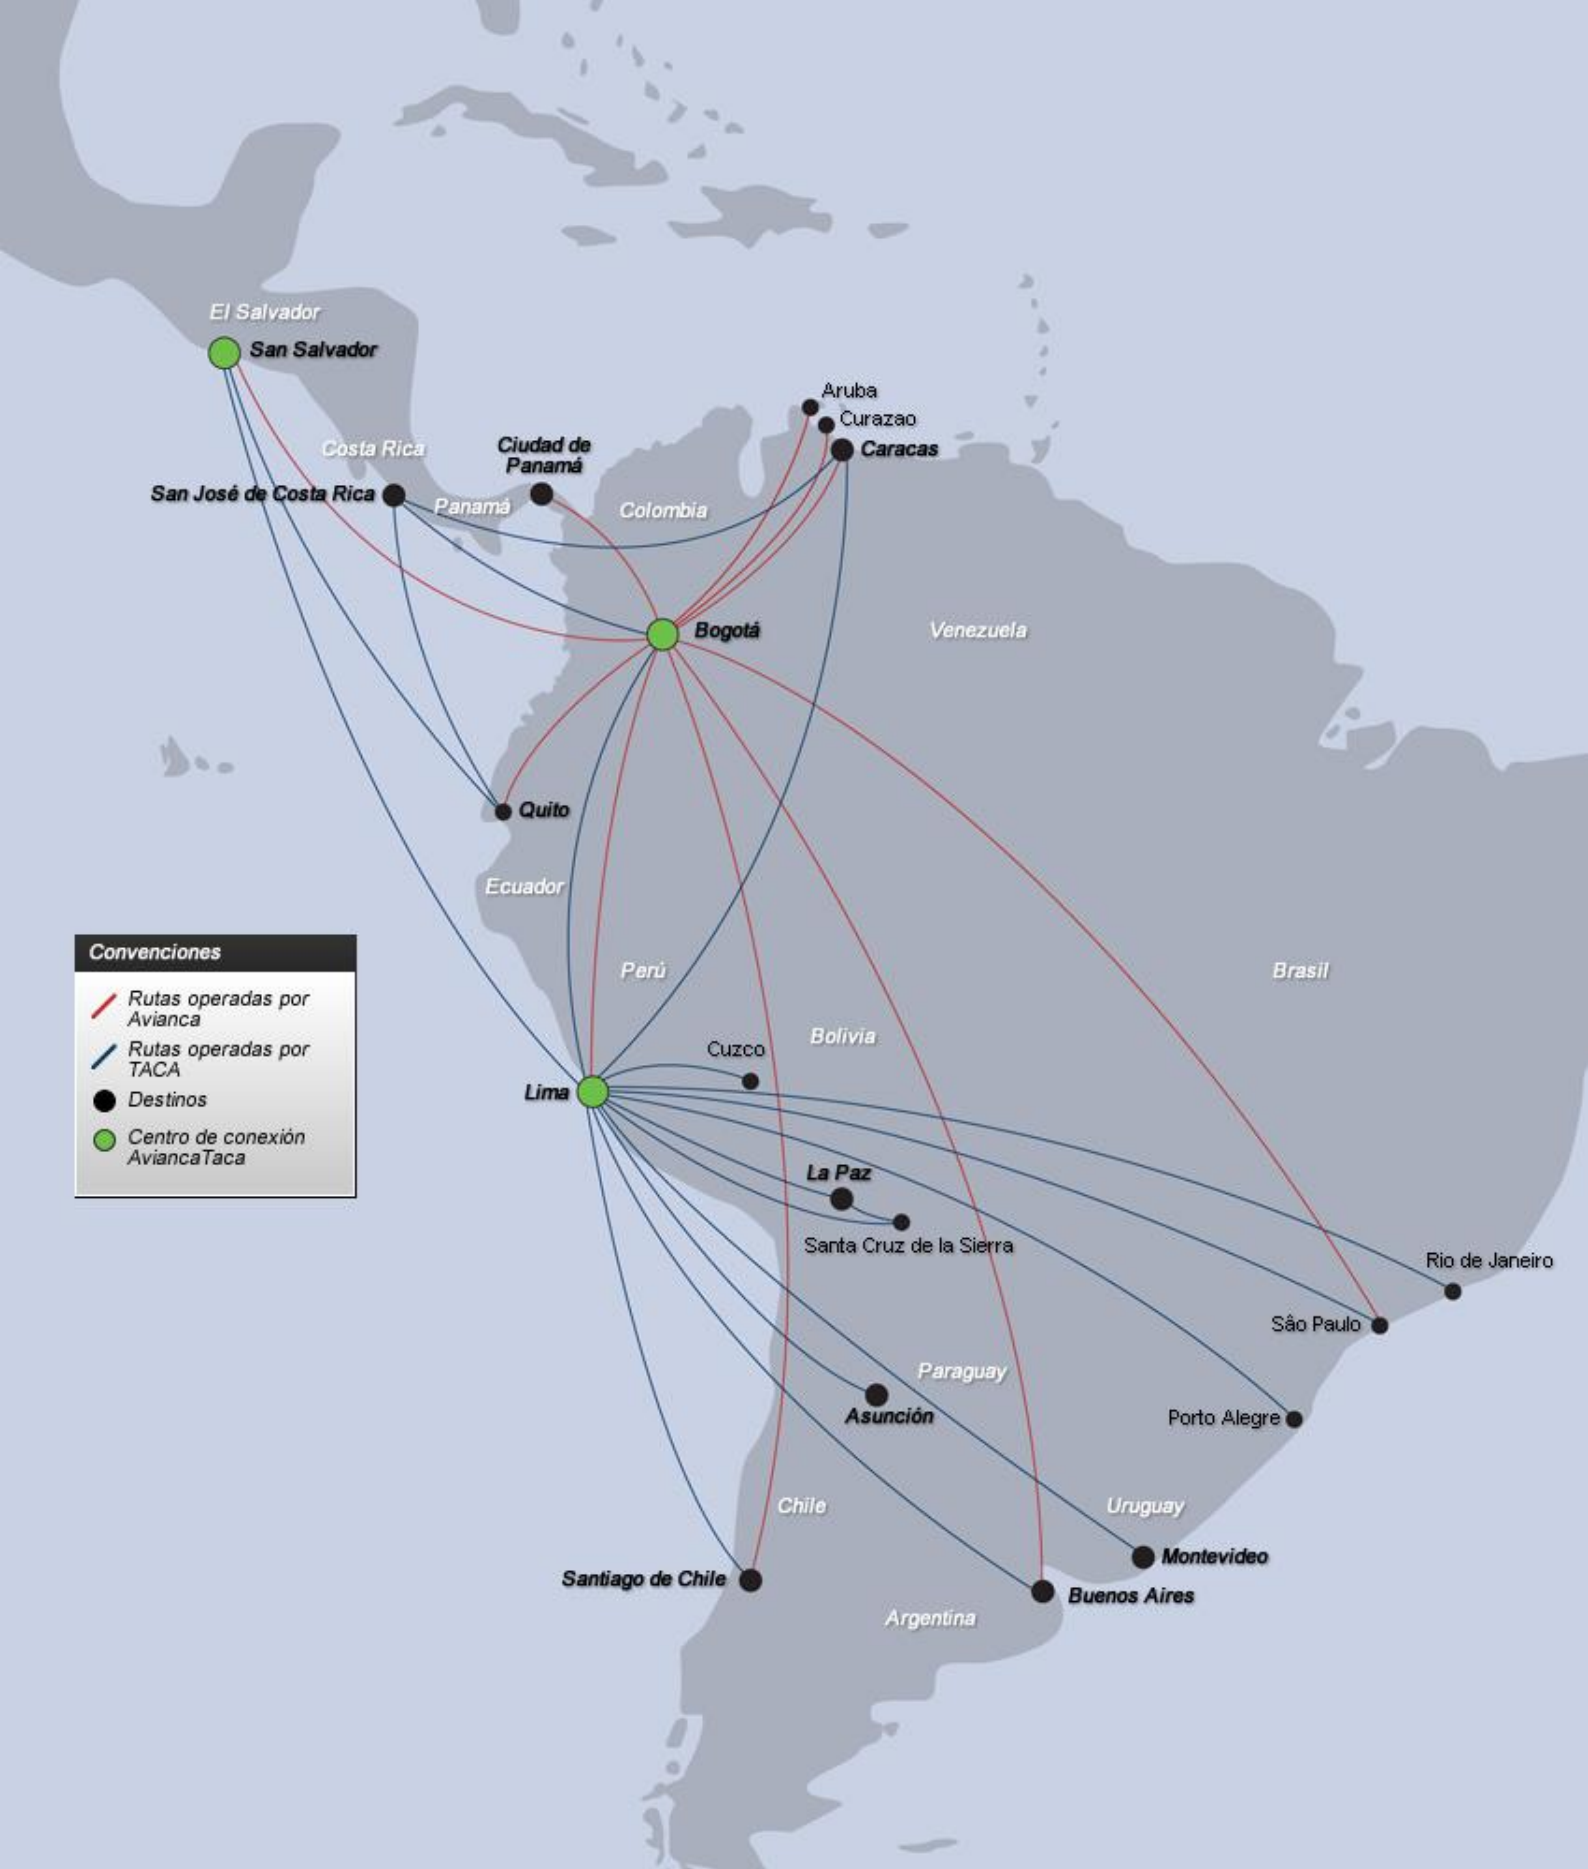 El Salvador
San Salvador
Aruba
Curazao
Costa Rica
Ciudad de
Panamá
Caracas
San José de Costa Rica
Panamá
Colombia
Bogotá
Venezuela
Quito
Ecuador
Convenciones
Rutas operadas por
Avianca
Rutas operadas por
TACA
Destinos
Centro de conexión
AviancaTaca
Perú
Brasil
Bolivia
Cuzco
Lima
La Paz
Santa Cruz de la Sierra
Rio de Janeiro
Sâo Paulo
Paraguay
Asunción
Porto Alegre
Chile
Uruguay
Montevideo
Santiago de Chile
Buenos Aires
Argentina